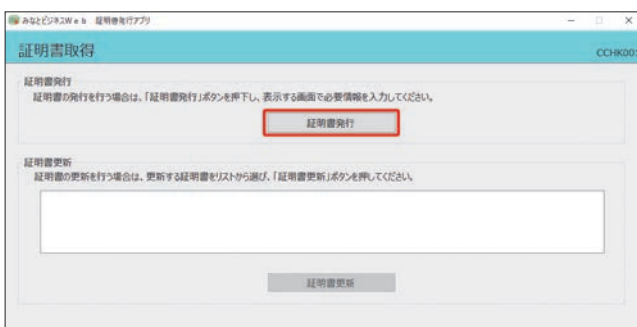 みなとビジネスWeb 証明書発行アプリ
証明書取得
CCHK001
証明書発行
証明書の発行を行う場合は、「証明書発行」ボタンを押下し、表示する画面で必要情報を入力してください。
証明書発行
証明書更新
証明書の更新を行う場合は、更新する証明書をリストから選び、「証明書更新」ボタンを押してください。
証明書更新